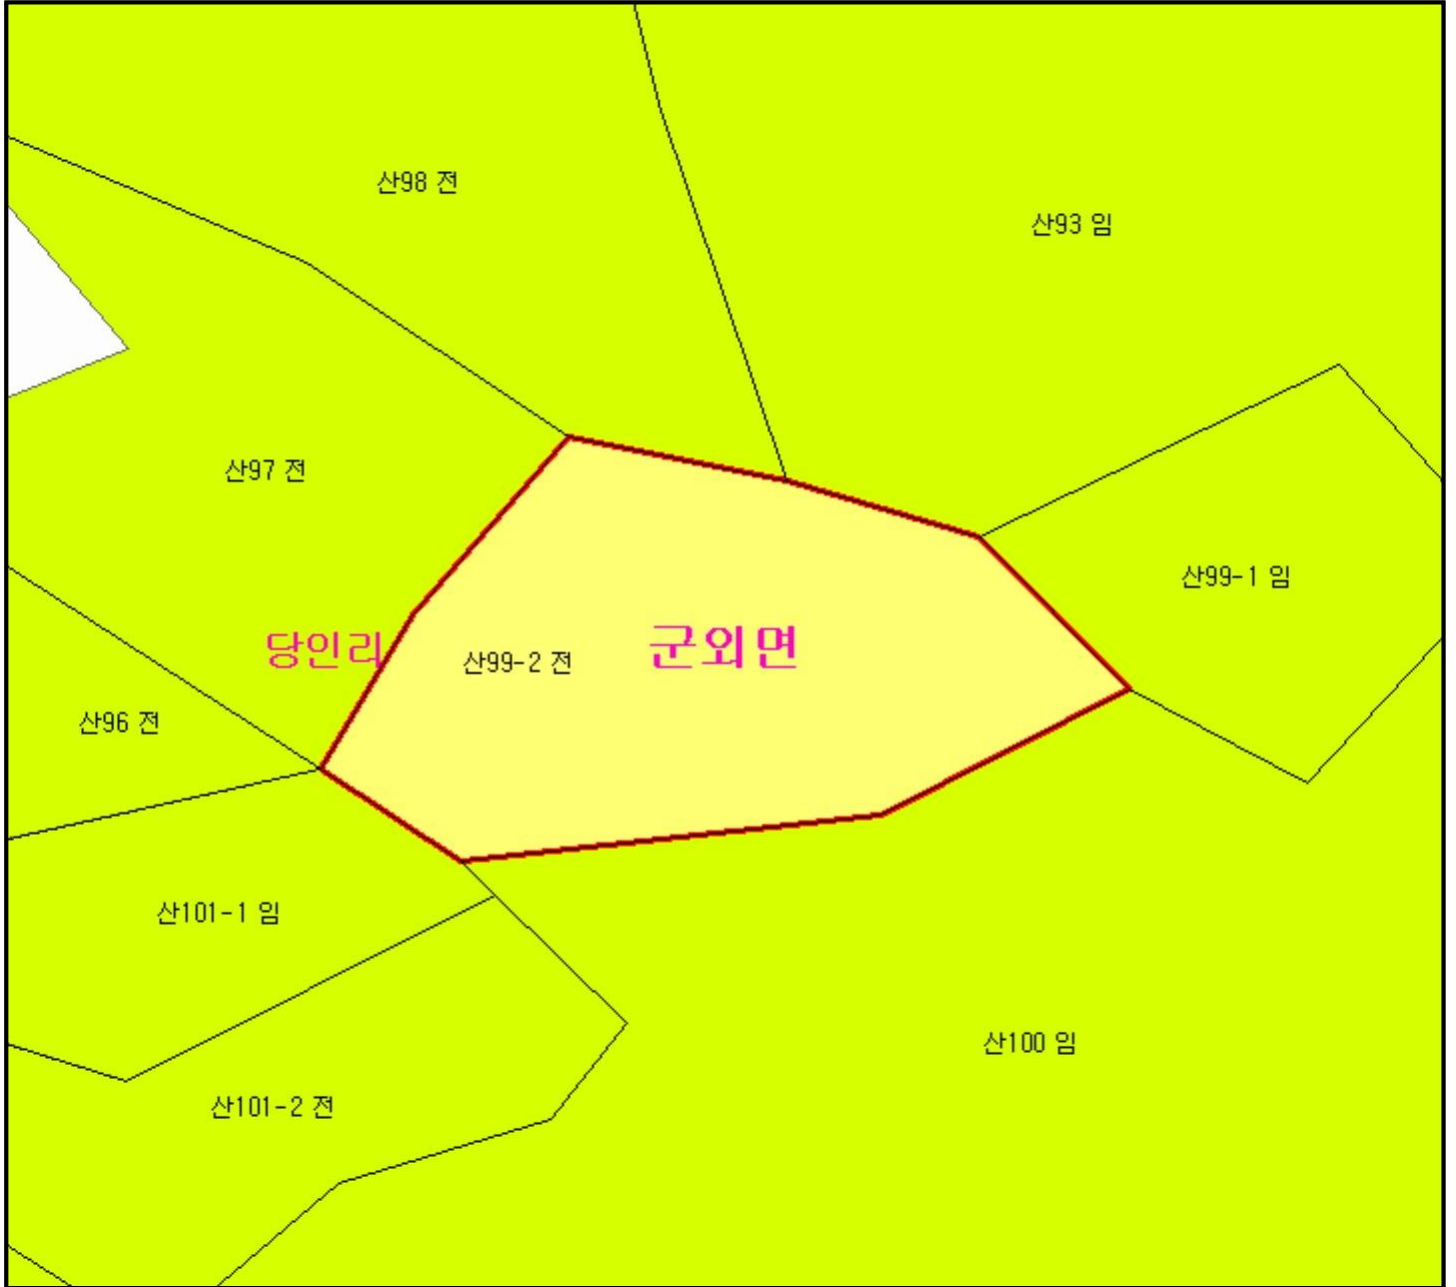 산98 전
산93 임
산97 전
산99-1 임
당인리
산99-2 전
군외면
산96 전
산101-1 임
산100 임
산101-2 전